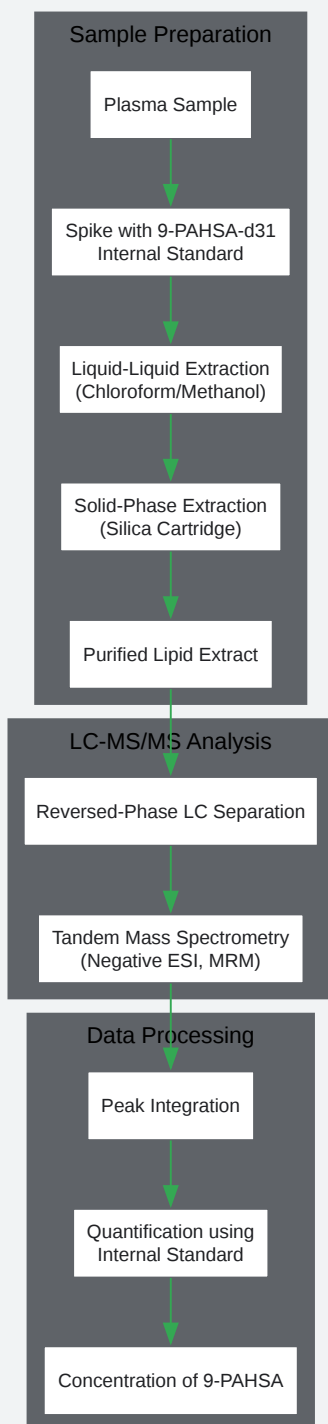 Sample Preparation
Plasma Sample
Spike with 9-PAHSA-d31
Internal Standard
Liquid-Liquid Extraction
(Chloroform/Methanol)
Solid-Phase Extraction
(Silica Cartridge)
Purified Lipid Extract
LC-MS/MS Analysis
Reversed-Phase LC Separation
Tandem Mass Spectrometry
(Negative ESI, MRM)
Data Processing
Peak Integration
Quantification using
Internal Standard
Concentration of 9-PAHSA